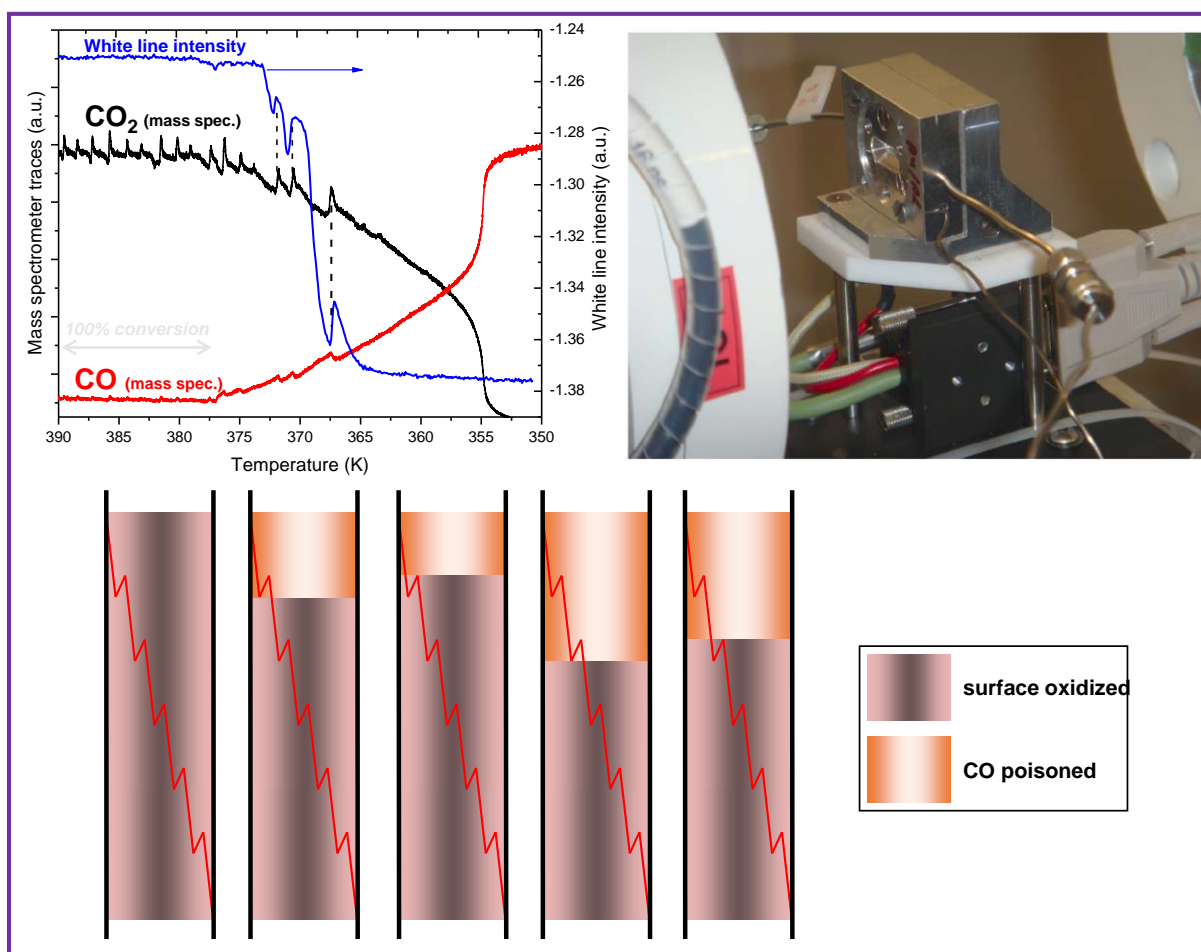 White line intensity
CO2 (mass spec.)
100% conversion
CO (mass spec.)
Mass spectrometer traces (a.u.)
390 385 380 375 370 365 360 355 350
Temperature (K)
-1.24
-1.26
-1.28
-1.30
-1.32
-1.34
-1.36
-1.38
White line intensity (a.u.)
surface oxidized
CO poisoned